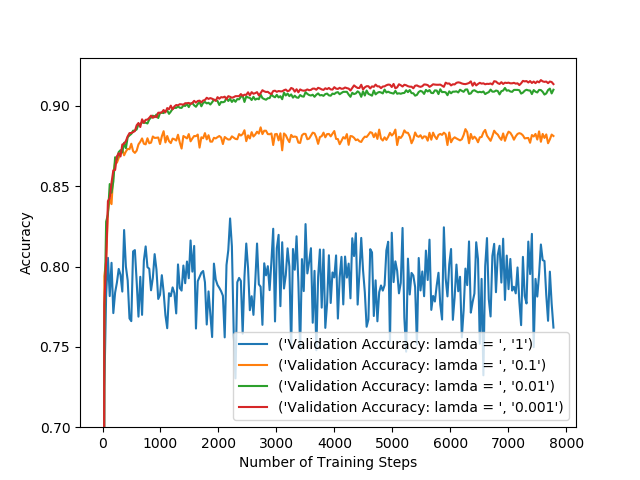 0.90
0.85
0.80
0.75
0.70
Accuracy
('Validation Accuracy: lamda = ', '1')
('Validation Accuracy: lamda = ', '0.1')
('Validation Accuracy: lamda = ', '0.01')
('Validation Accuracy: lamda = ', '0.001')
0 1000 2000 3000 4000 5000 6000 7000 8000
Number of Training Steps